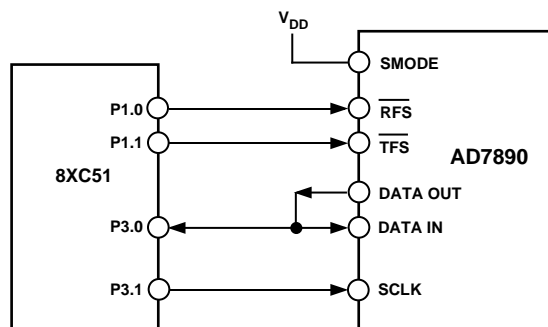 VDD
SMODE
P1.0
RFS
P1.1
TFS
AD7890
8XC51
DATA OUT
P3.0
DATA IN
P3.1
SCLK